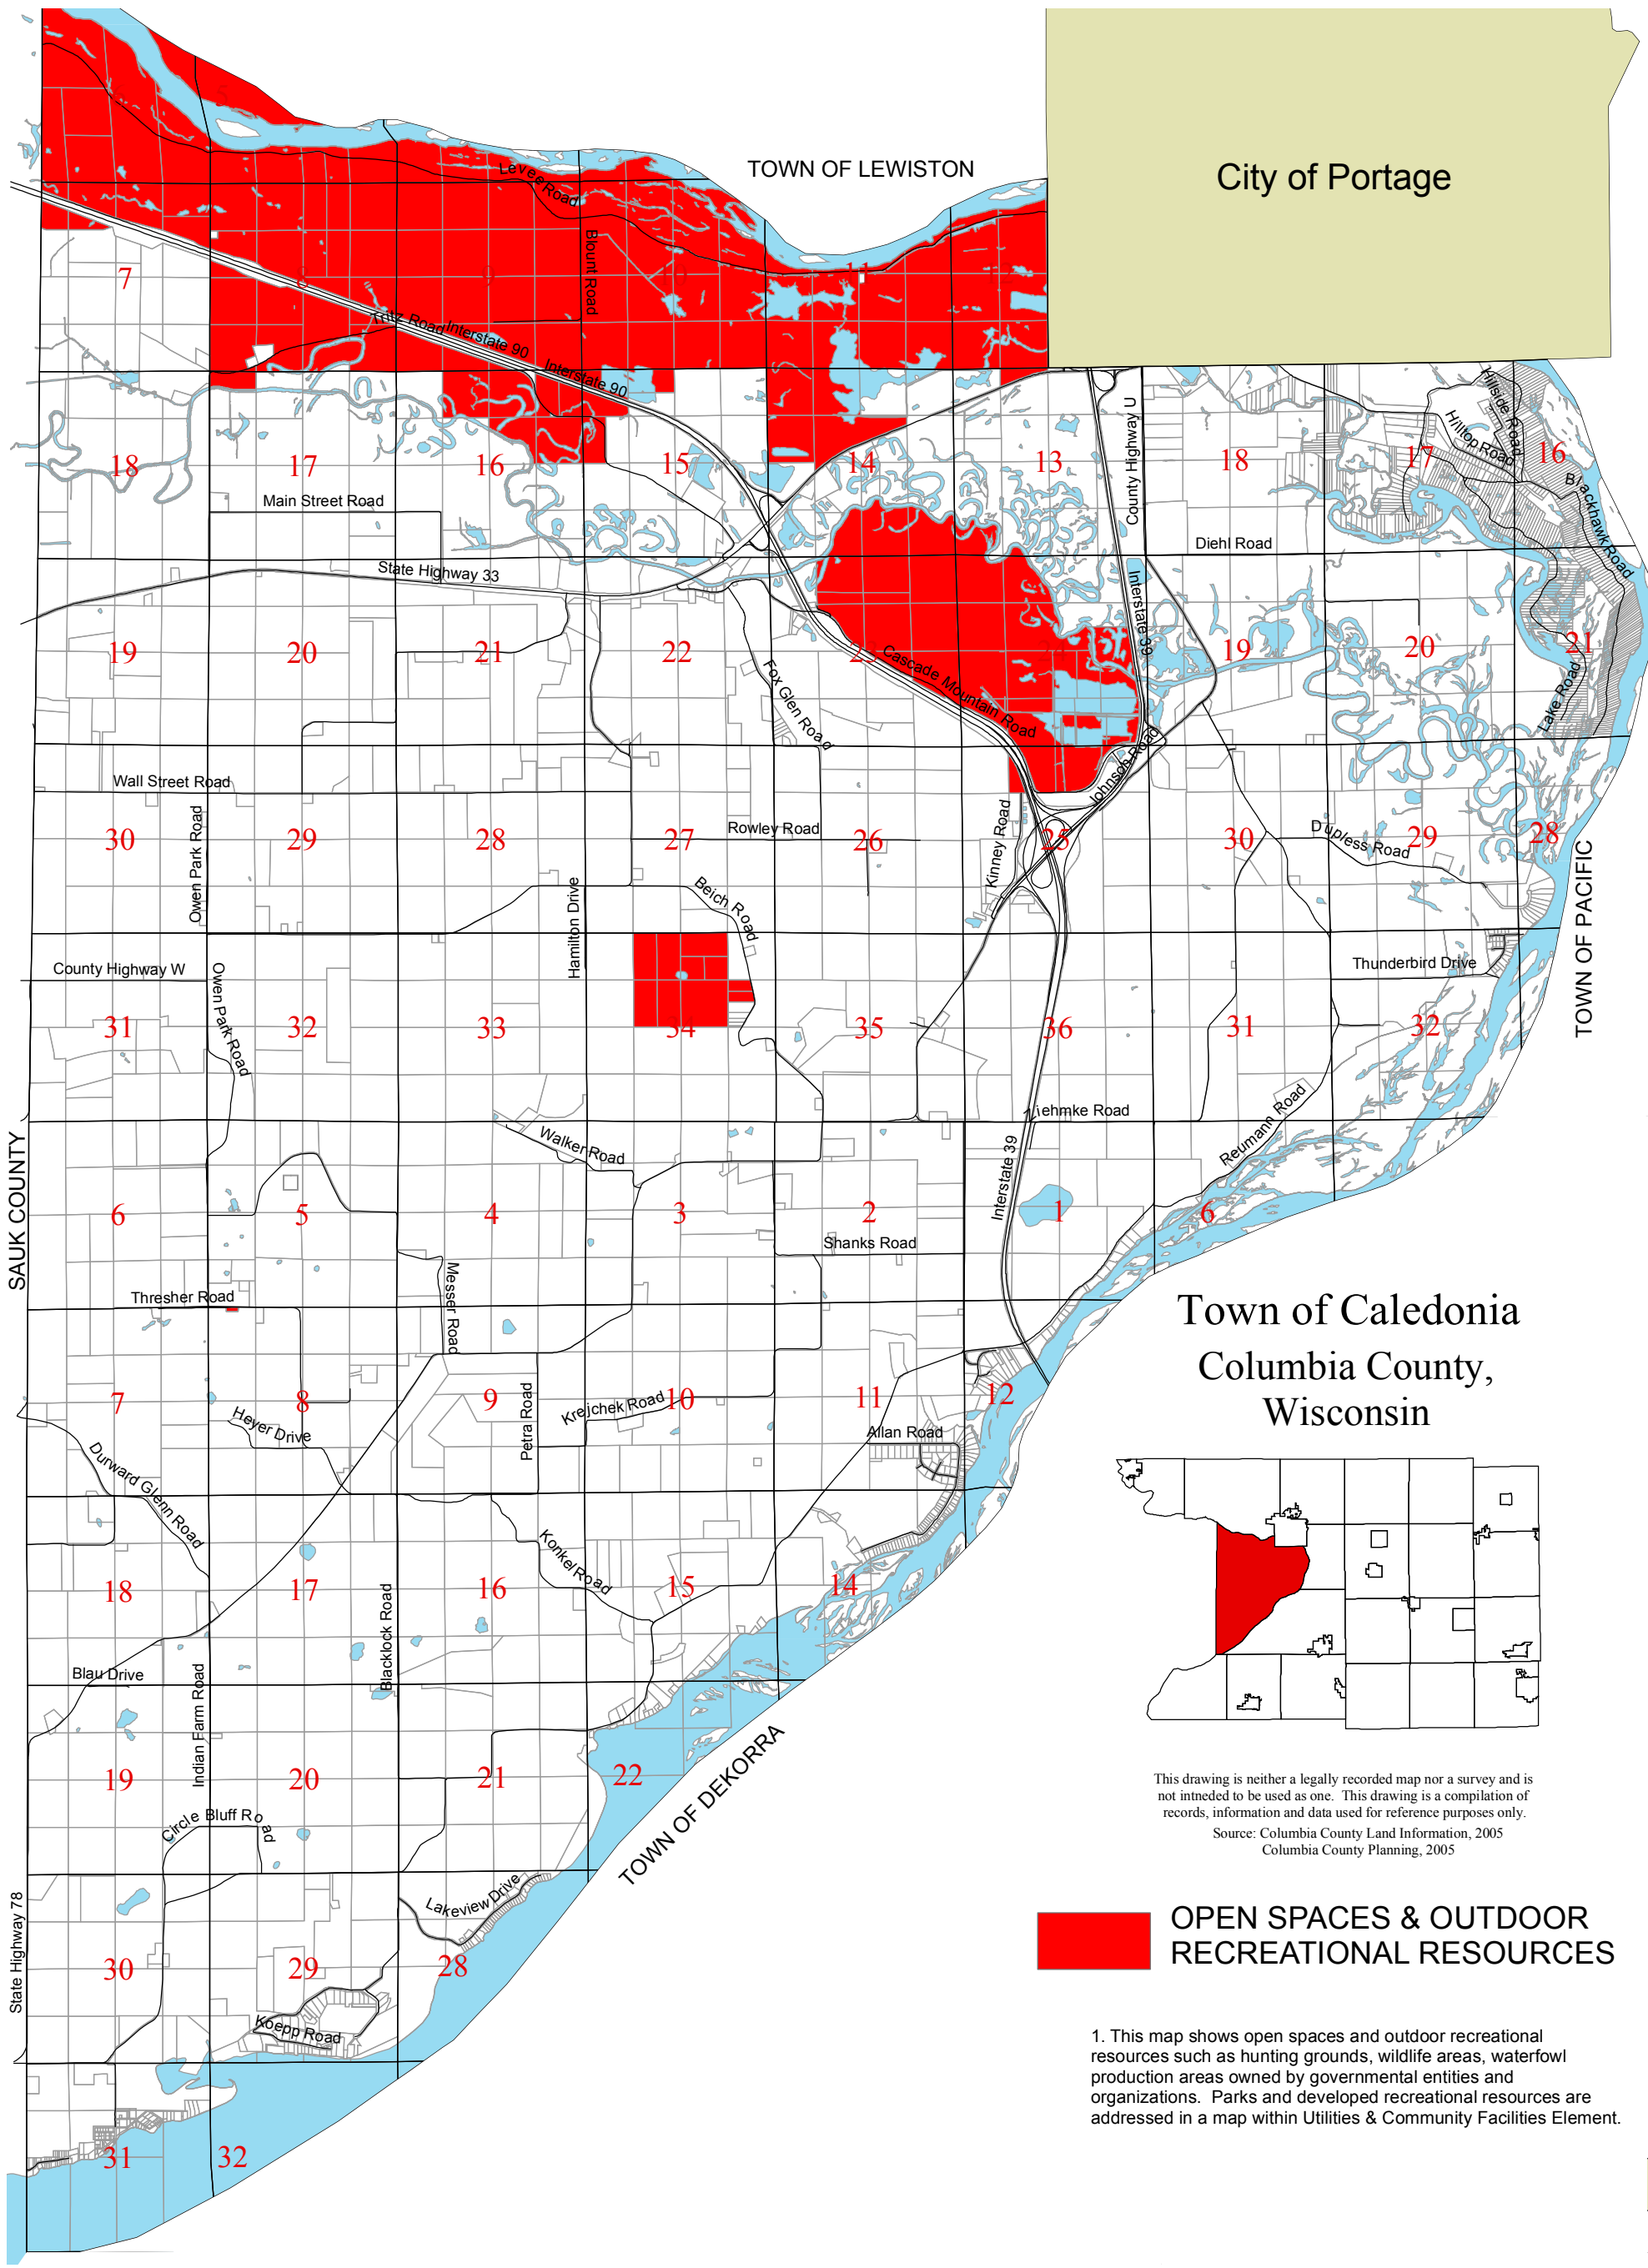 TOWN OF LEWISTON
City of Portage
5
Levee Road
Blount Road
7
8
9
10
11
Tritz Road
Interstate 90
Interstate 90
County Highway U
Hillside Road
Hilltop Road
18
17
16
15
14
13
18
17
16
Main Street Road
Blackhawk Road
Diehl Road
State Highway 33
Interstate 39
19
20
21
22
23
24
19
20
21
Cascade Mountain Road
Fox Glen Road
Lake Road
Johnson Road
Wall Street Road
Owen Park Road
Rowley Road
Kinney Road
Dupless Road
30
29
28
27
26
25
30
29
28
Beich Road
Hamilton Drive
TOWN OF PACIFIC
County Highway W
Owen Park Road
Thunderbird Drive
31
32
33
34
35
36
31
32
Ziehmke Road
Reumann Road
Walker Road
Interstate 39
SAUK COUNTY
6
5
4
3
2
1
6
Shanks Road
Messer Road
Thresher Road
Town of Caledonia
Columbia County,
Wisconsin
7
8
9
10
11
12
Petra Road
Krejchek Road
Heyer Drive
Allan Road
Durward Glenn Road
Konkel Road
18
17
16
15
14
Blacklock Road
Blau Drive
Indian Farm Road
19
20
21
22
TOWN OF DEKORRA
Circle Bluff Road
This drawing is neither a legally recorded map nor a survey and is
not intneded to be used as one. This drawing is a compilation of
records, information and data used for reference purposes only.
Source: Columbia County Land Information, 2005
Columbia County Planning, 2005
State Highway 78
Lakeview Drive
30
29
28
Koepp Road
OPEN SPACES & OUTDOOR
RECREATIONAL RESOURCES
1. This map shows open spaces and outdoor recreational
resources such as hunting grounds, wildlife areas, waterfowl
production areas owned by governmental entities and
organizations. Parks and developed recreational resources are
addressed in a map within Utilities & Community Facilities Element.
31
32